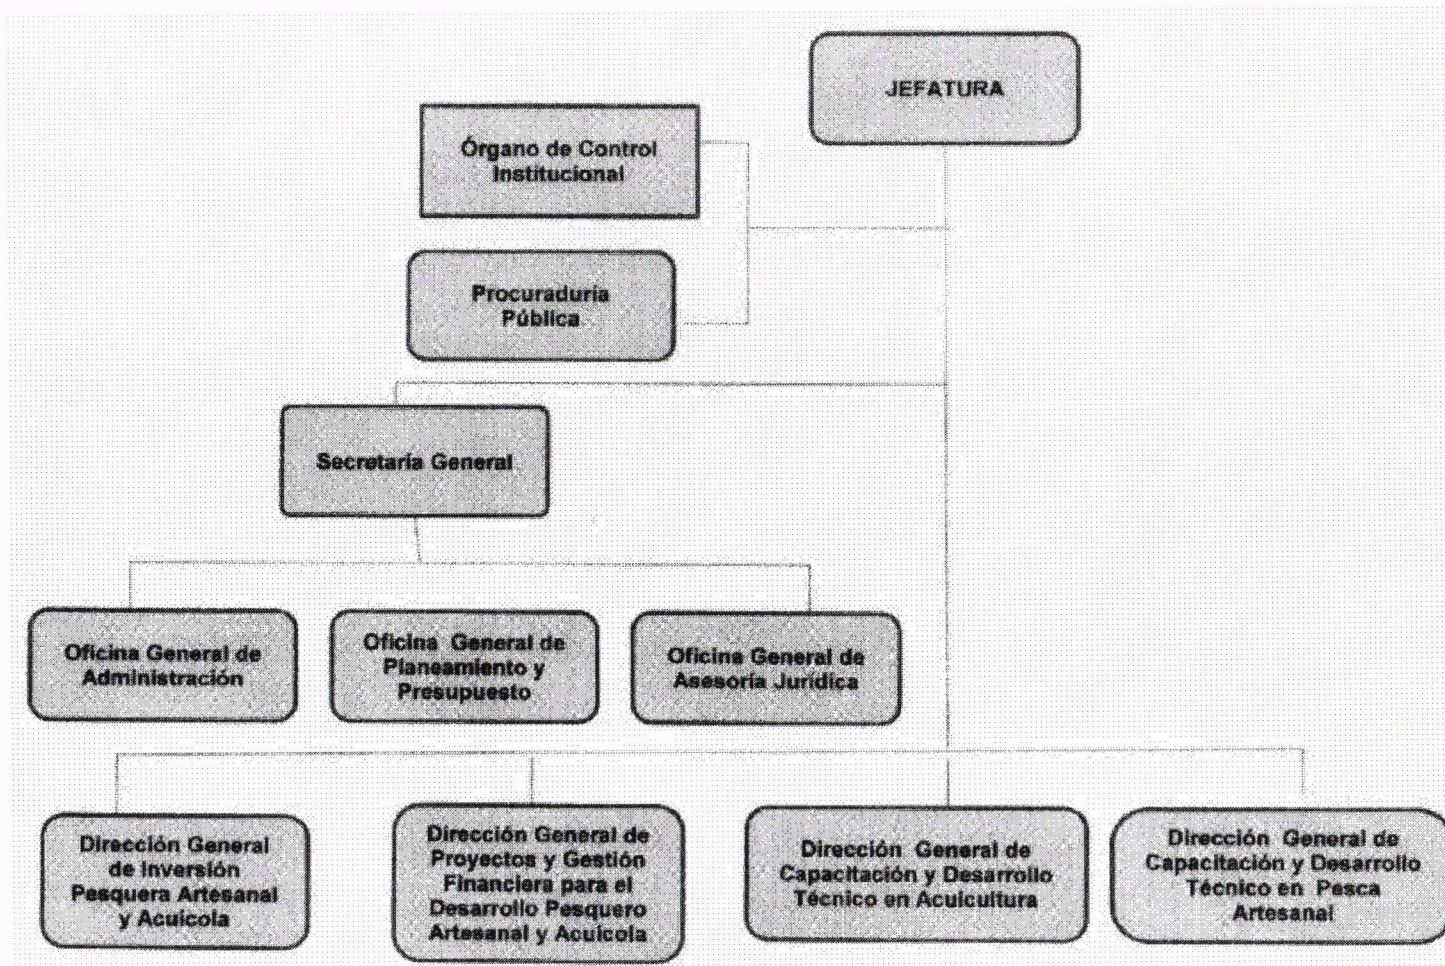 JEFATURA
Órgano de Control
Institucional
Procuraduría
Pública
Secretaría General
Oficina General de
Administración
Oficina General de
Planeamiento y
Presupuesto
Oficina General de
Asesoría Jurídica
Dirección General
de Inversión
Pesquera Artesanal
y Acuícola
Dirección General de
Proyectos y Gestión
Financiera para el
Desarrollo Pesquero
Artesanal y Acuícola
Dirección General de
Capacitación y Desarrollo
Técnico en Acuicultura
Dirección General de
Capacitación y Desarrollo
Técnico en Pesca
Artesanal